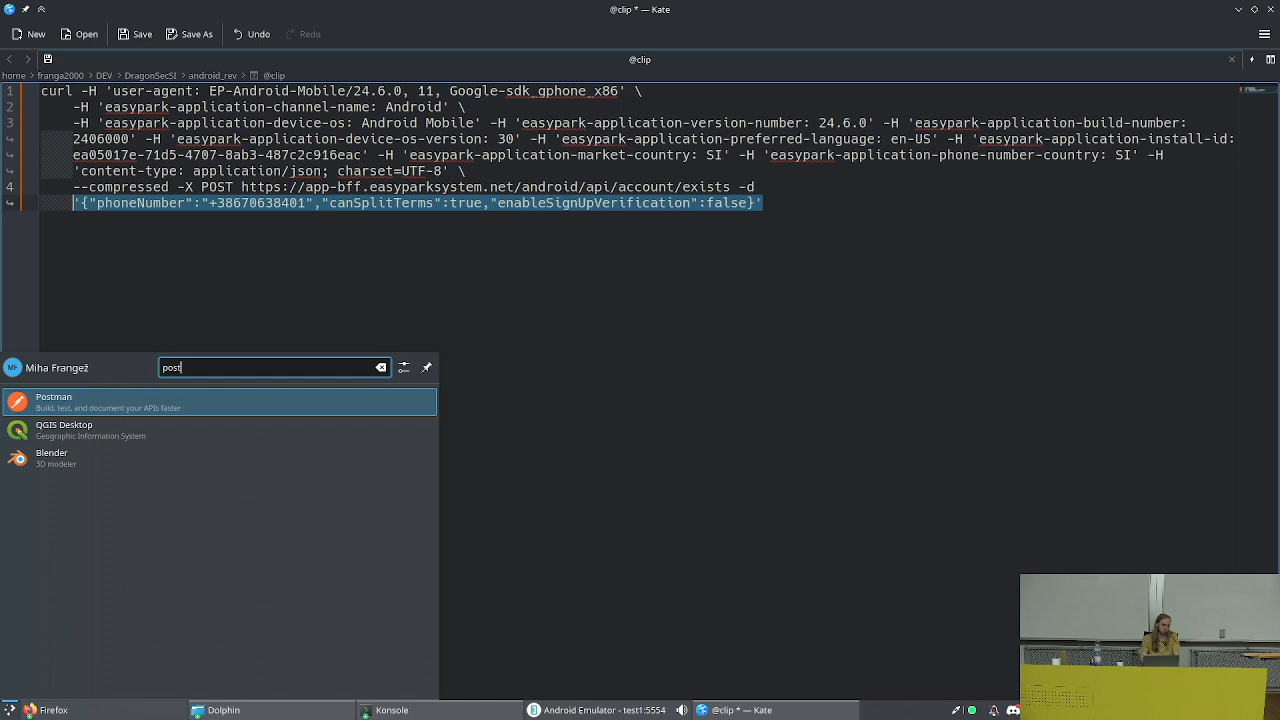 @clip * — Kate
New
Open
Save
Save As
Undo
Redo
@clip
home franga2000 DEV DragonSecSI android_rev @clip
1 curl -H 'user-agent: EP-Android-Mobile/24.6.0, 11, Google-sdk_gphone_x86' \
2 -H 'easypark-application-channel-name: Android' \
3 -H 'easypark-application-device-os: Android Mobile' -H 'easypark-application-version-number: 24.6.0' -H 'easypark-application-build-number:
2406000' -H 'easypark-application-device-os-version: 30' -H 'easypark-application-preferred-language: en-US' -H 'easypark-application-install-id:
ea05017e-71d5-4707-8ab3-487c2c916eac' -H 'easypark-application-market-country: SI' -H 'easypark-application-phone-number-country: SI' -H
'content-type: application/json; charset=UTF-8' \
4 --compressed -X POST https://app-bff.easyparksystem.net/android/api/account/exists -d
'{"phoneNumber":"+38670638401","canSplitTerms":true,"enableSignUpVerification":false}'
MF Miha Frangež
post
Postman
Build, test, and document your APIs faster
QGIS Desktop
Geographic Information System
Blender
3D modeler
Firefox
Dolphin
Konsole
Android Emulator - test1:5554
@clip * — Kate